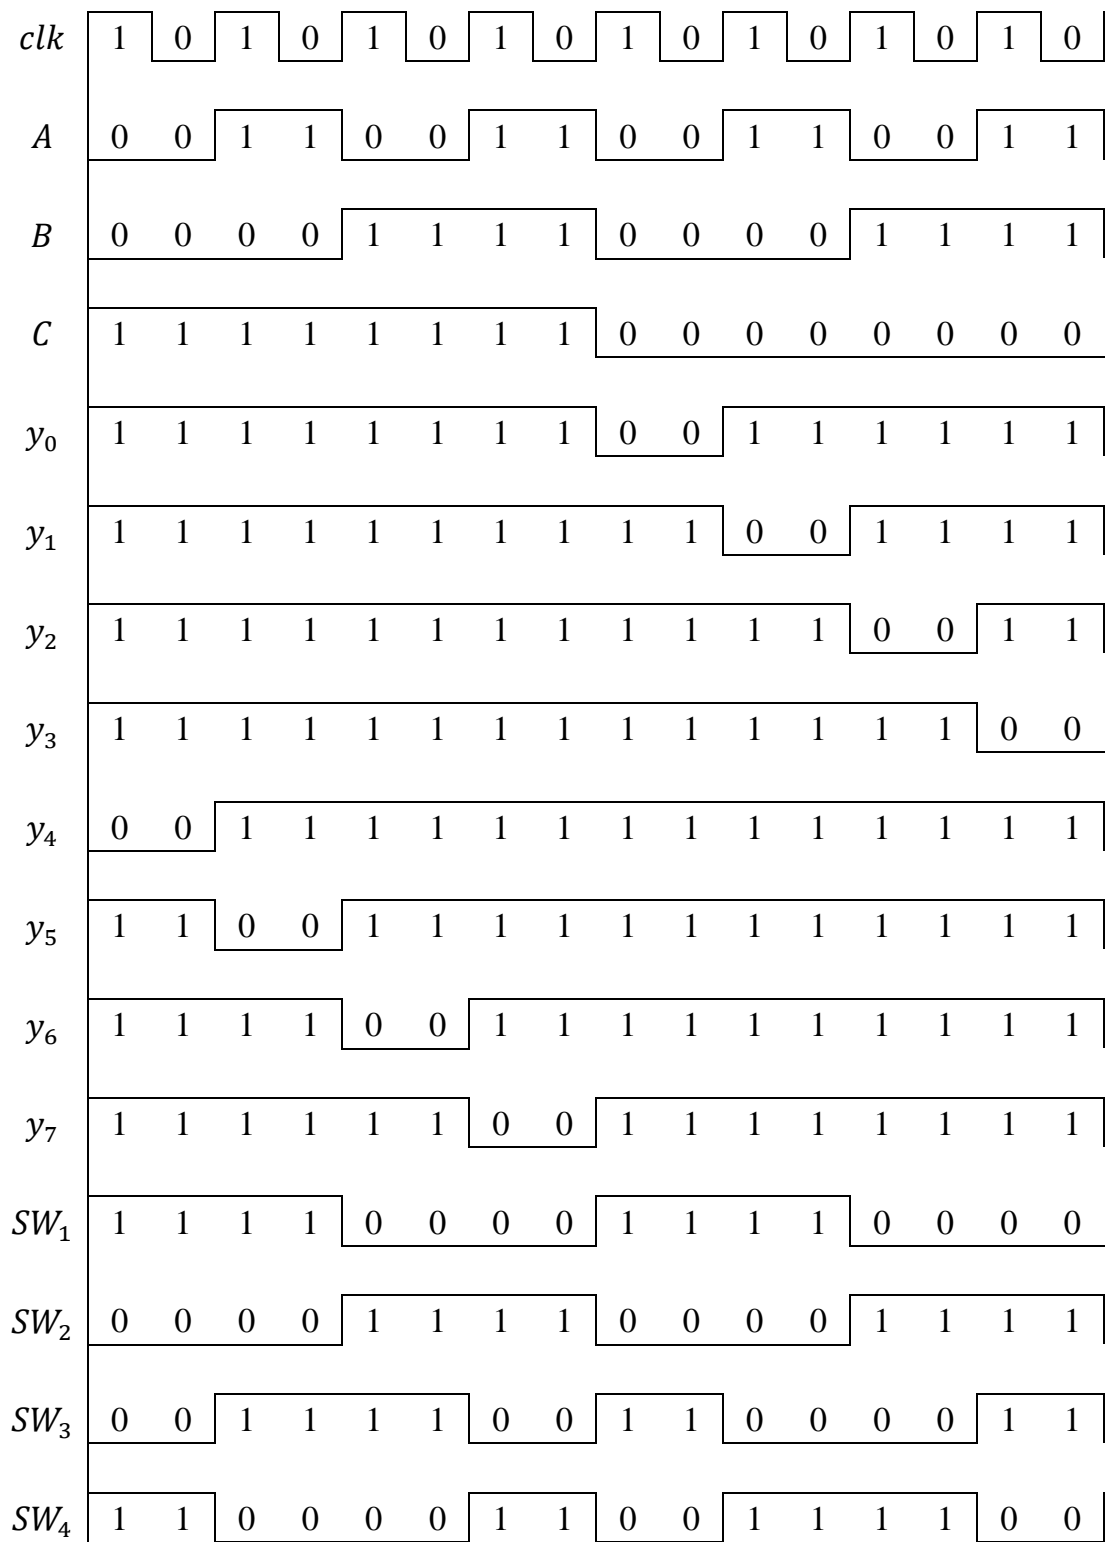 clk 1 0 1 0 1 0 1 0 1 0 1 0 1 0 1 0
A 0 0 1 1 0 0 1 1 0 0 1 1 0 0 1 1
B 0 0 0 0 1 1 1 1 0 0 0 0 1 1 1 1
C 1 1 1 1 1 1 1 1 0 0 0 0 0 0 0 0
y₀ 1 1 1 1 1 1 1 1 0 0 1 1 1 1 1 1
y₁ 1 1 1 1 1 1 1 1 1 1 0 0 1 1 1 1
y₂ 1 1 1 1 1 1 1 1 1 1 1 1 0 0 1 1
y₃ 1 1 1 1 1 1 1 1 1 1 1 1 1 1 0 0
y₄ 0 0 1 1 1 1 1 1 1 1 1 1 1 1 1 1
y₅ 1 1 0 0 1 1 1 1 1 1 1 1 1 1 1 1
y₆ 1 1 1 1 0 0 1 1 1 1 1 1 1 1 1 1
y₇ 1 1 1 1 1 1 0 0 1 1 1 1 1 1 1 1
SW₁ 1 1 1 1 0 0 0 0 1 1 1 1 0 0 0 0
SW₂ 0 0 0 0 1 1 1 1 0 0 0 0 1 1 1 1
SW₃ 0 0 1 1 1 1 0 0 1 1 0 0 0 0 1 1
SW₄ 1 1 0 0 0 0 1 1 0 0 1 1 1 1 0 0